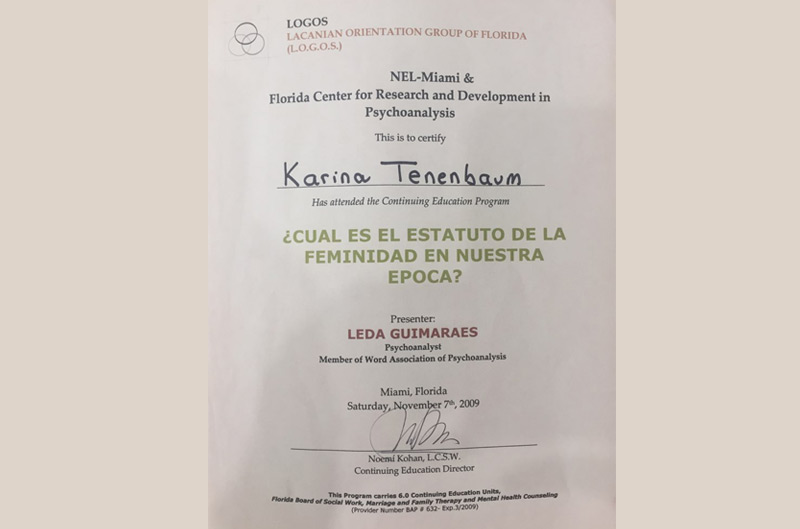 LOGOS
LACANIAN ORIENTATION GROUP OF FLORIDA
(L.O.G.O.S.)
NEL-Miami &
Florida Center for Research and Development in
Psychoanalysis
This is to certify
Karina Tenenbaum
Has attended the Continuing Education Program
¿CUAL ES EL ESTATUTO DE LA
FEMINIDAD EN NUESTRA
EPOCA?
Presenter:
LEDA GUIMARAES
Psychoanalyst
Member of Word Association of Psychoanalysis
Miami, Florida
Saturday, November 7th, 2009
Noemi Kohan, L.C.S.W.
Continuing Education Director
This Program carries 6.0 Continuing Education Units,
Florida Board of Social Work, Marriage and Family Therapy and Mental Health Counseling
(Provider Number BAP # 632- Exp.3/2009)